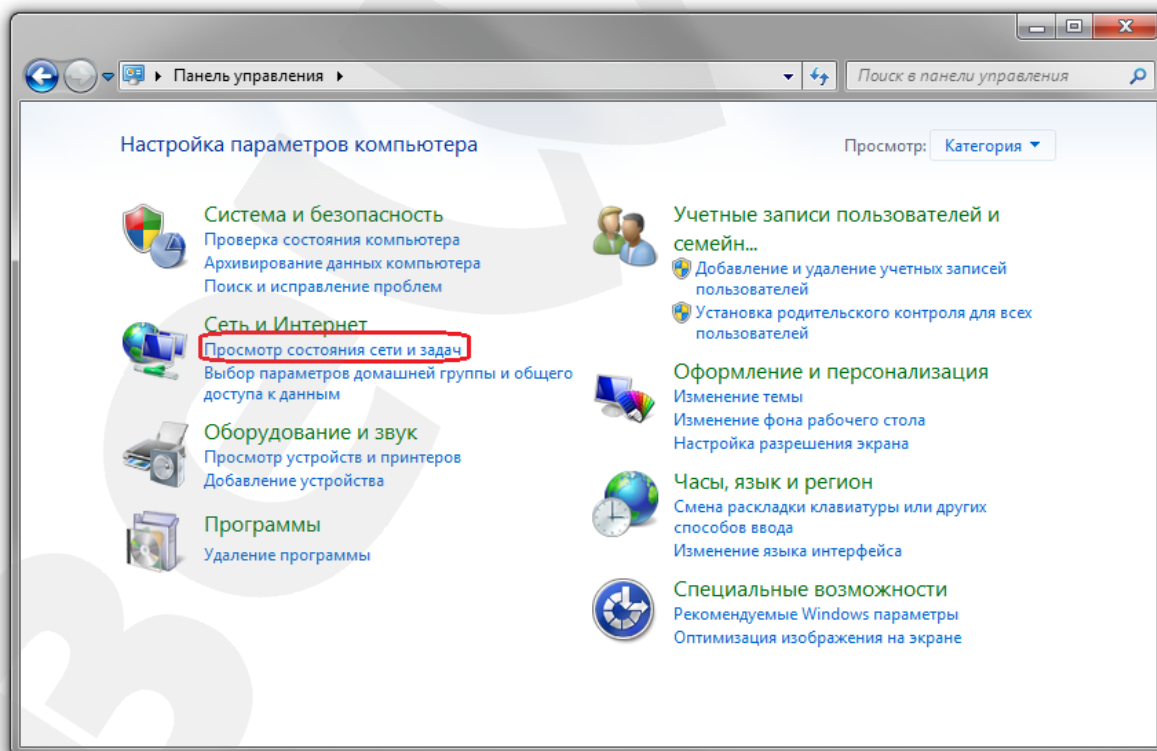 Панель управления
Поиск в панели управления
Настройка параметров компьютера
Просмотр: Категория
Система и безопасность
Проверка состояния компьютера
Архивирование данных компьютера
Поиск и исправление проблем
Сеть и Интернет
Просмотр состояния сети и задач
Выбор параметров домашней группы и общего
доступа к данным
Оборудование и звук
Просмотр устройств и принтеров
Добавление устройства
Программы
Удаление программы
Учетные записи пользователей и
семейн...
Добавление и удаление учетных записей
пользователей
Установка родительского контроля для всех
пользователей
Оформление и персонализация
Изменение темы
Изменение фона рабочего стола
Настройка разрешения экрана
Часы, язык и регион
Смена раскладки клавиатуры или других
способов ввода
Изменение языка интерфейса
Специальные возможности
Рекомендуемые Windows параметры
Оптимизация изображения на экране